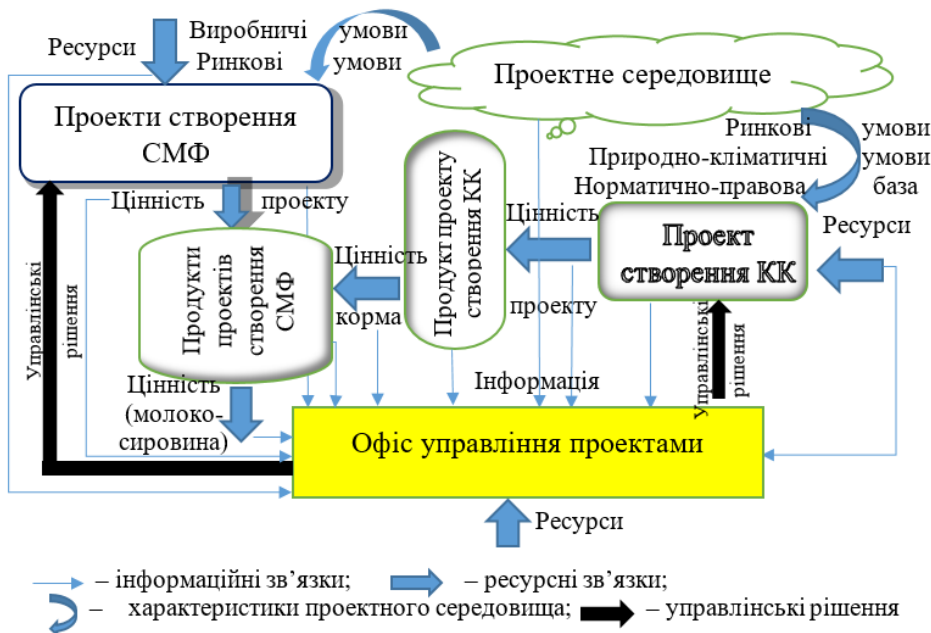 Ресурси
Виробничі умови
Ринкові умови
Проектне середовище
Проекти створення
СМФ
Ринкові умови
Природно-кліматичні умови
Норматично-правова база
Цінність проекту
Продукт проекту
створення КК
Цінність
проекту
Ресурси
Проект
створення КК
Продукти
проектів
створення
СМФ
Цінність
корма
Управлінські
рішення
Управлінські
рішення
Цінність
(молоко-
сировина)
Інформація
Офіс управління проектами
Ресурси
– інформаційні зв’язки;
– ресурсні зв’язки;
– характеристики проектного середовища;
– управлінські рішення